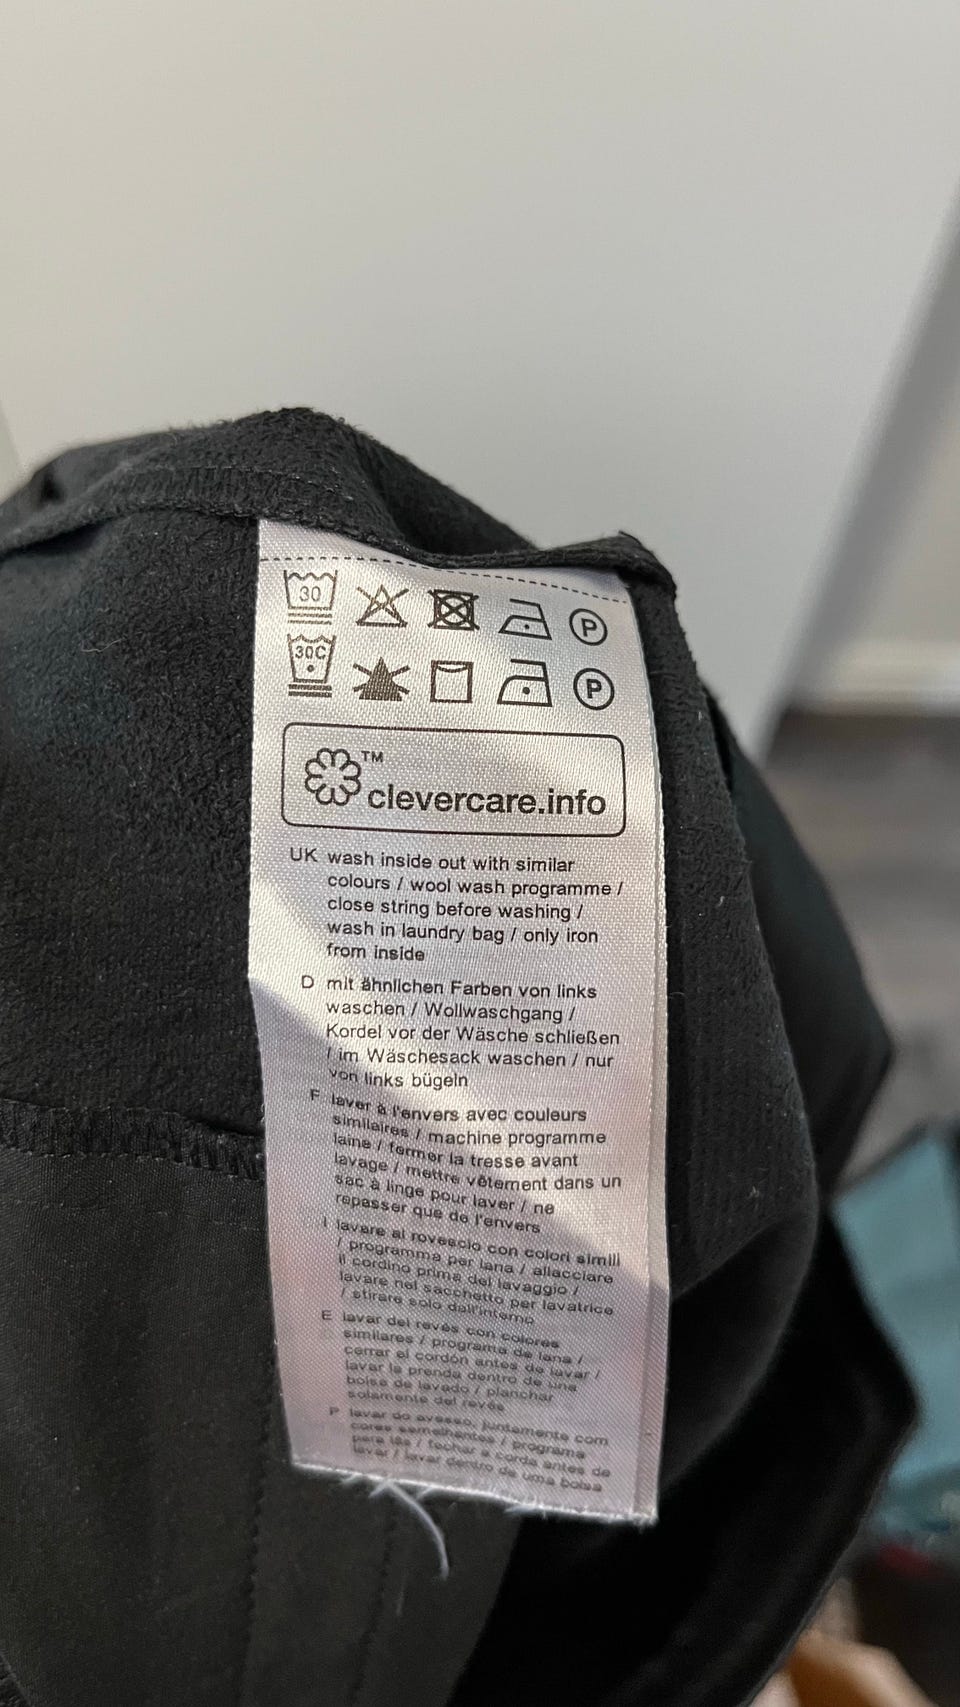 30
P
30C
P
TM
clevercare.info
UK wash inside out with similar
colours / wool wash programme /
close string before washing /
wash in laundry bag / only iron
from inside
D mit ähnlichen Farben von links
waschen / Wollwaschgang /
Kordel vor der Wäsche schließen
/ im Wäschesack waschen / nur
von links bügeln
F laver à l'envers avec couleurs
similaires / machine programme
laine / fermer la tresse avant
lavage / mettre vêtement dans un
sac à linge pour laver / ne
repasser que de l'envers
I lavare al rovescio con colori simili
/ programma per lana / allacciare
il cordino prima del lavaggio /
lavare nel sacchetto per lavatrice
/ stirare solo dall'interno
E lavar del revés con colores
similares / programa de lana /
cerrar el cordón antes de lavar /
lavar la prenda dentro de una
bolsa de lavado / planchar
solamente del revés
P lavar do avesso, juntamente com
cores semelhantes / programa
para lãs / fechar a corda antes de
lavar / lavar dentro de uma bolsa